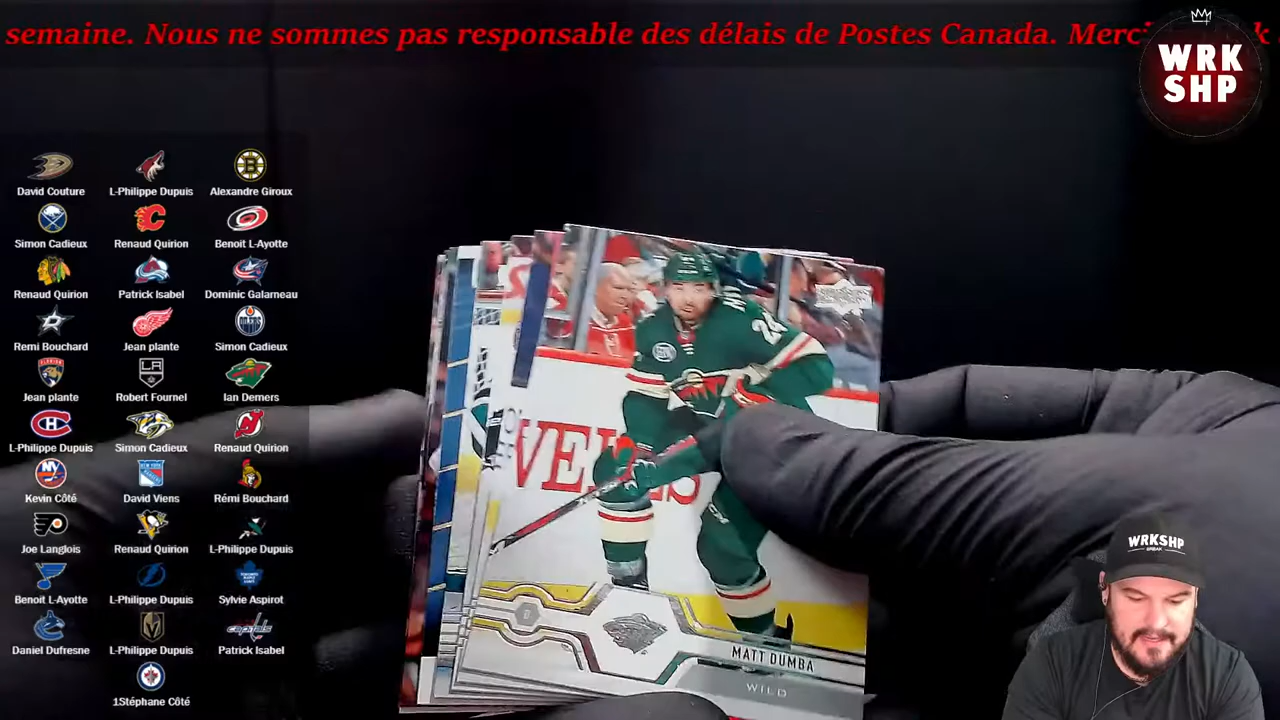 semaine. Nous ne sommes pas responsable des délais de Postes Canada. Merci
WRK
SHP
David Couture
L-Philippe Dupuis
Alexandre Giroux
Simon Cadieux
Renaud Quirion
Benoit L-Ayotte
Renaud Quirion
Patrick Isabel
Dominic Galarneau
Remi Bouchard
Jean plante
Simon Cadieux
Jean plante
Robert Fournel
Ian Demers
L-Philippe Dupuis
Simon Cadieux
Renaud Quirion
Kevin Côté
David Viens
Rémi Bouchard
Joe Langlois
Renaud Quirion
L-Philippe Dupuis
Benoit L-Ayotte
L-Philippe Dupuis
Sylvie Aspirot
Daniel Dufresne
L-Philippe Dupuis
Patrick Isabel
1Stéphane Côté
24
MATT DUMBA
WILD
WRKSHP